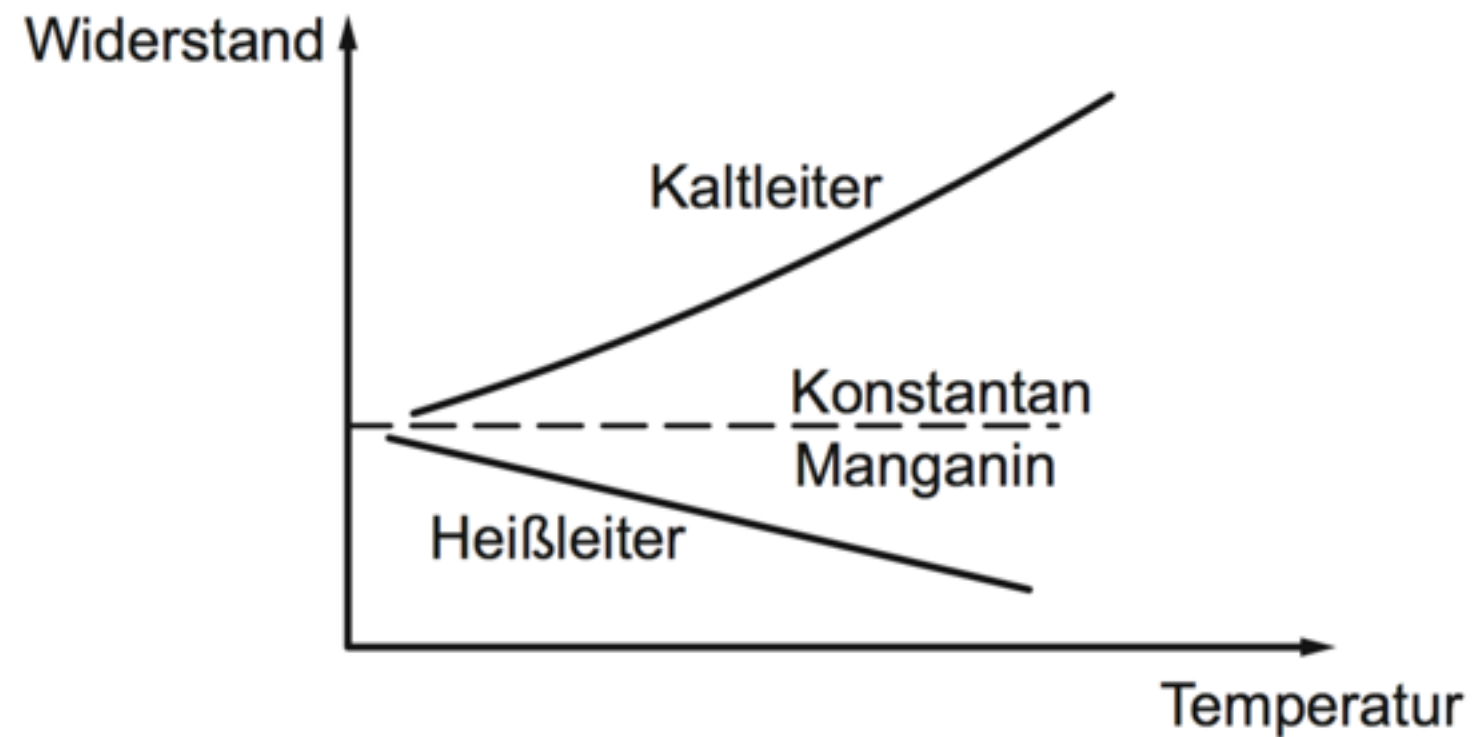 Widerstand
Kaltleiter
Konstantan
Manganin
Heißleiter
Temperatur